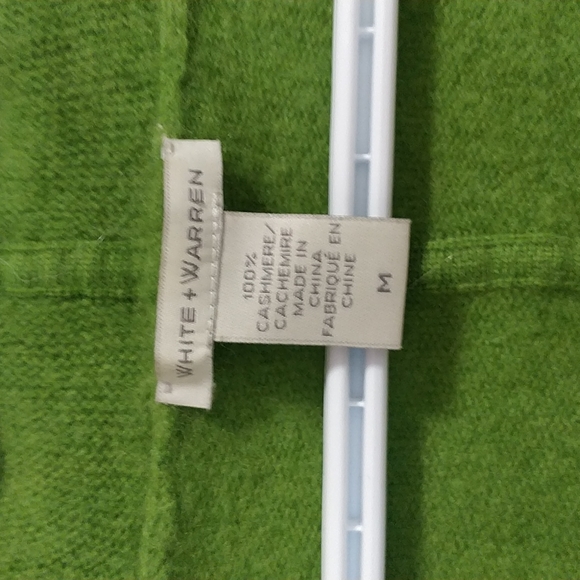 WHITE + WARREN
100%
CASHMERE/
CACHEMIRE
MADE IN
CHINA
FABRIQUÉ EN
CHINE
M